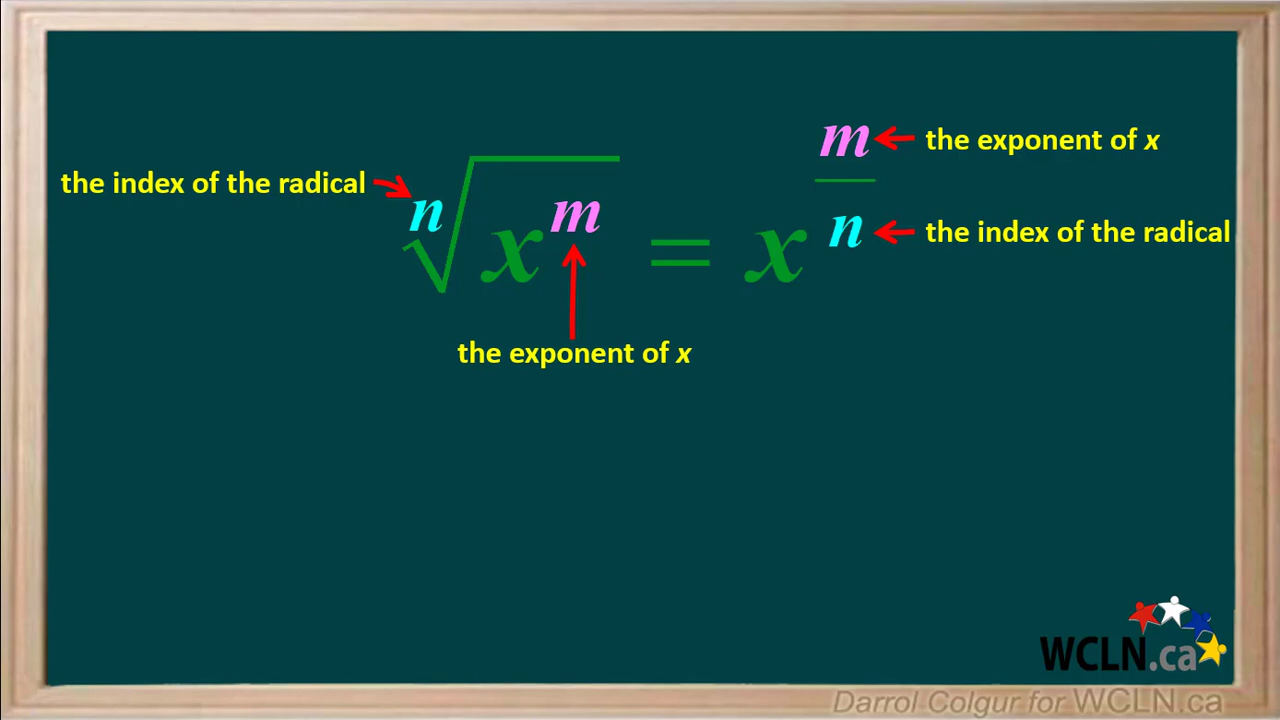 the exponent of x
the index of the radical
ⁿ√xᵐ = x^(m/n)
the index of the radical
the exponent of x
WCLN.ca
Darrol Colgur for WCLN.ca